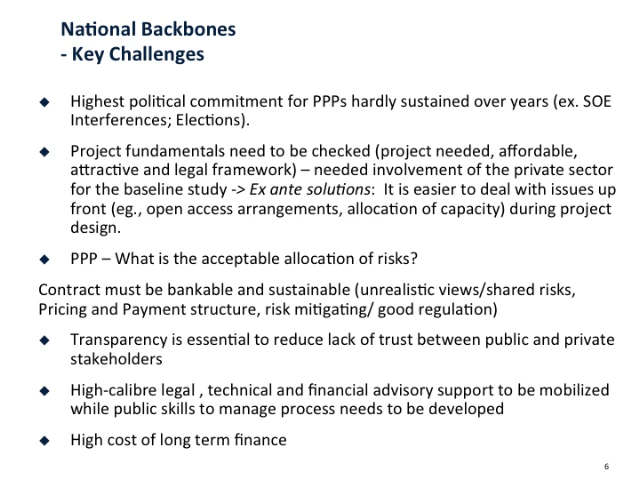 National Backbones
- Key Challenges
◆ Highest political commitment for PPPs hardly sustained over years (ex. SOE
Interferences; Elections).
◆ Project fundamentals need to be checked (project needed, affordable,
attractive and legal framework) – needed involvement of the private sector
for the baseline study -> Ex ante solutions: It is easier to deal with issues up
front (eg., open access arrangements, allocation of capacity) during project
design.
◆ PPP – What is the acceptable allocation of risks?
Contract must be bankable and sustainable (unrealistic views/shared risks,
Pricing and Payment structure, risk mitigating/ good regulation)
◆ Transparency is essential to reduce lack of trust between public and private
stakeholders
◆ High-calibre legal , technical and financial advisory support to be mobilized
while public skills to manage process needs to be developed
◆ High cost of long term finance
6